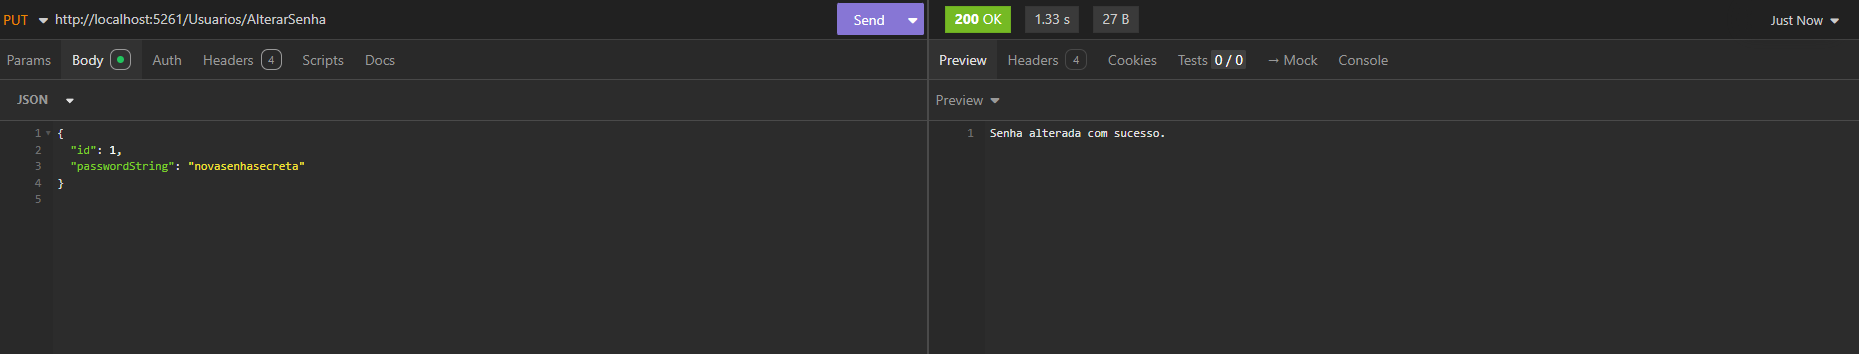 PUT http://localhost:5261/Usuarios/AlterarSenha Send
200 OK 1.33 s 27 B Just Now
Params Body Auth Headers 4 Scripts Docs
Preview Headers 4 Cookies Tests 0 / 0 → Mock Console
JSON
Preview
1 {
2 "id": 1,
3 "passwordString": "novasenhasecreta"
4 }
5
1 Senha alterada com sucesso.